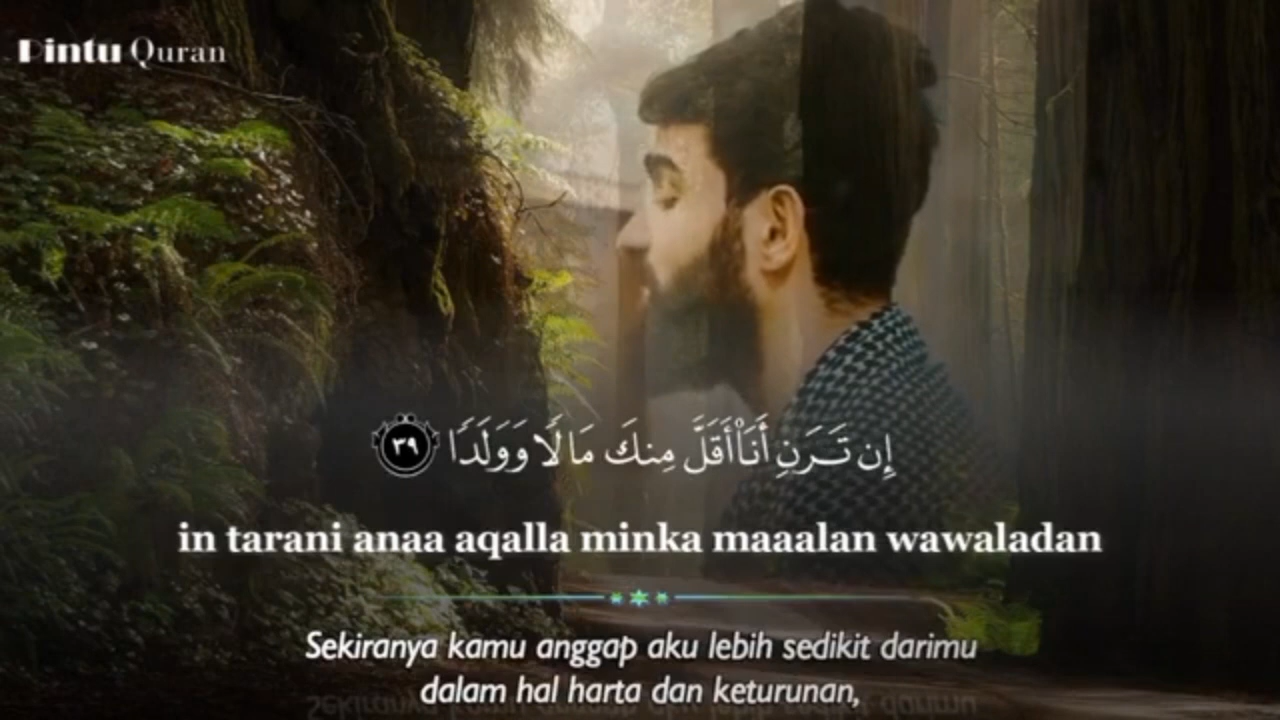 Pintu Quran
إِن تَرَنِ أَنَا۠ أَقَلَّ مِنكَ مَالًا وَوَلَدًا ٣٩
in tarani anaa aqalla minka maaalan wawaladan
Sekiranya kamu anggap aku lebih sedikit darimu
dalam hal harta dan keturunan,